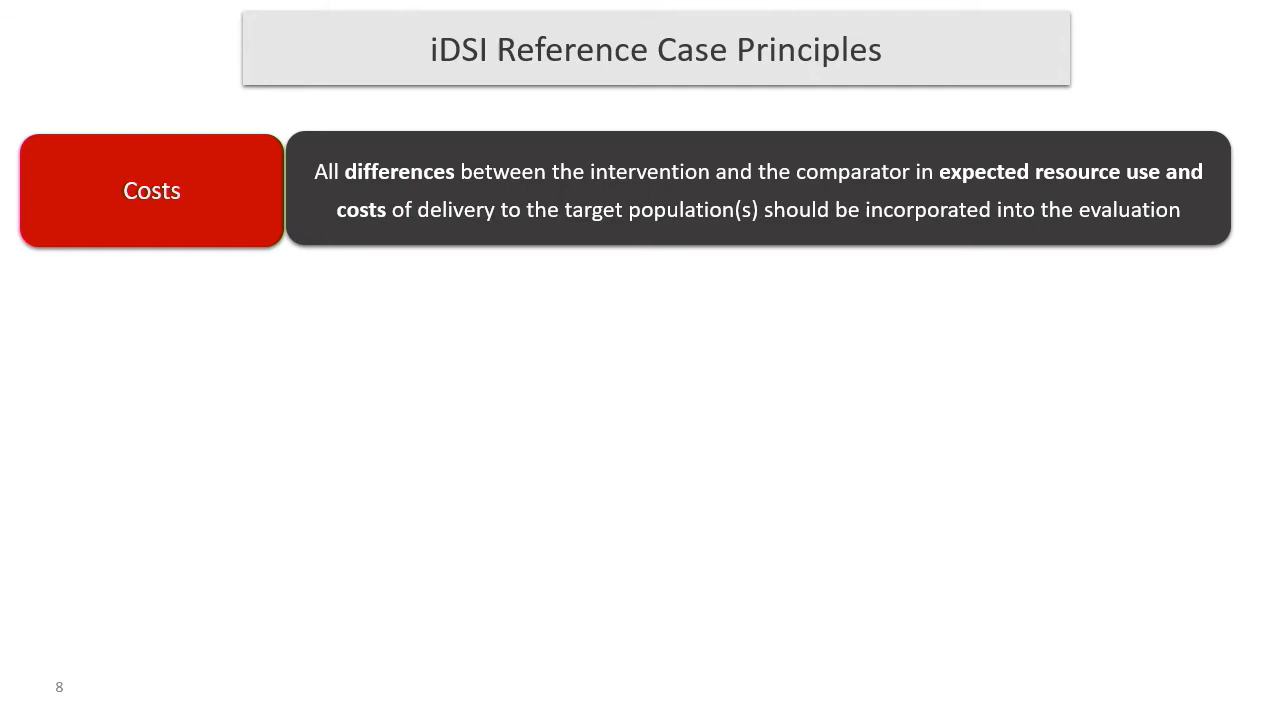 iDSI Reference Case Principles
Costs
All differences between the intervention and the comparator in expected resource use and
costs of delivery to the target population(s) should be incorporated into the evaluation
8